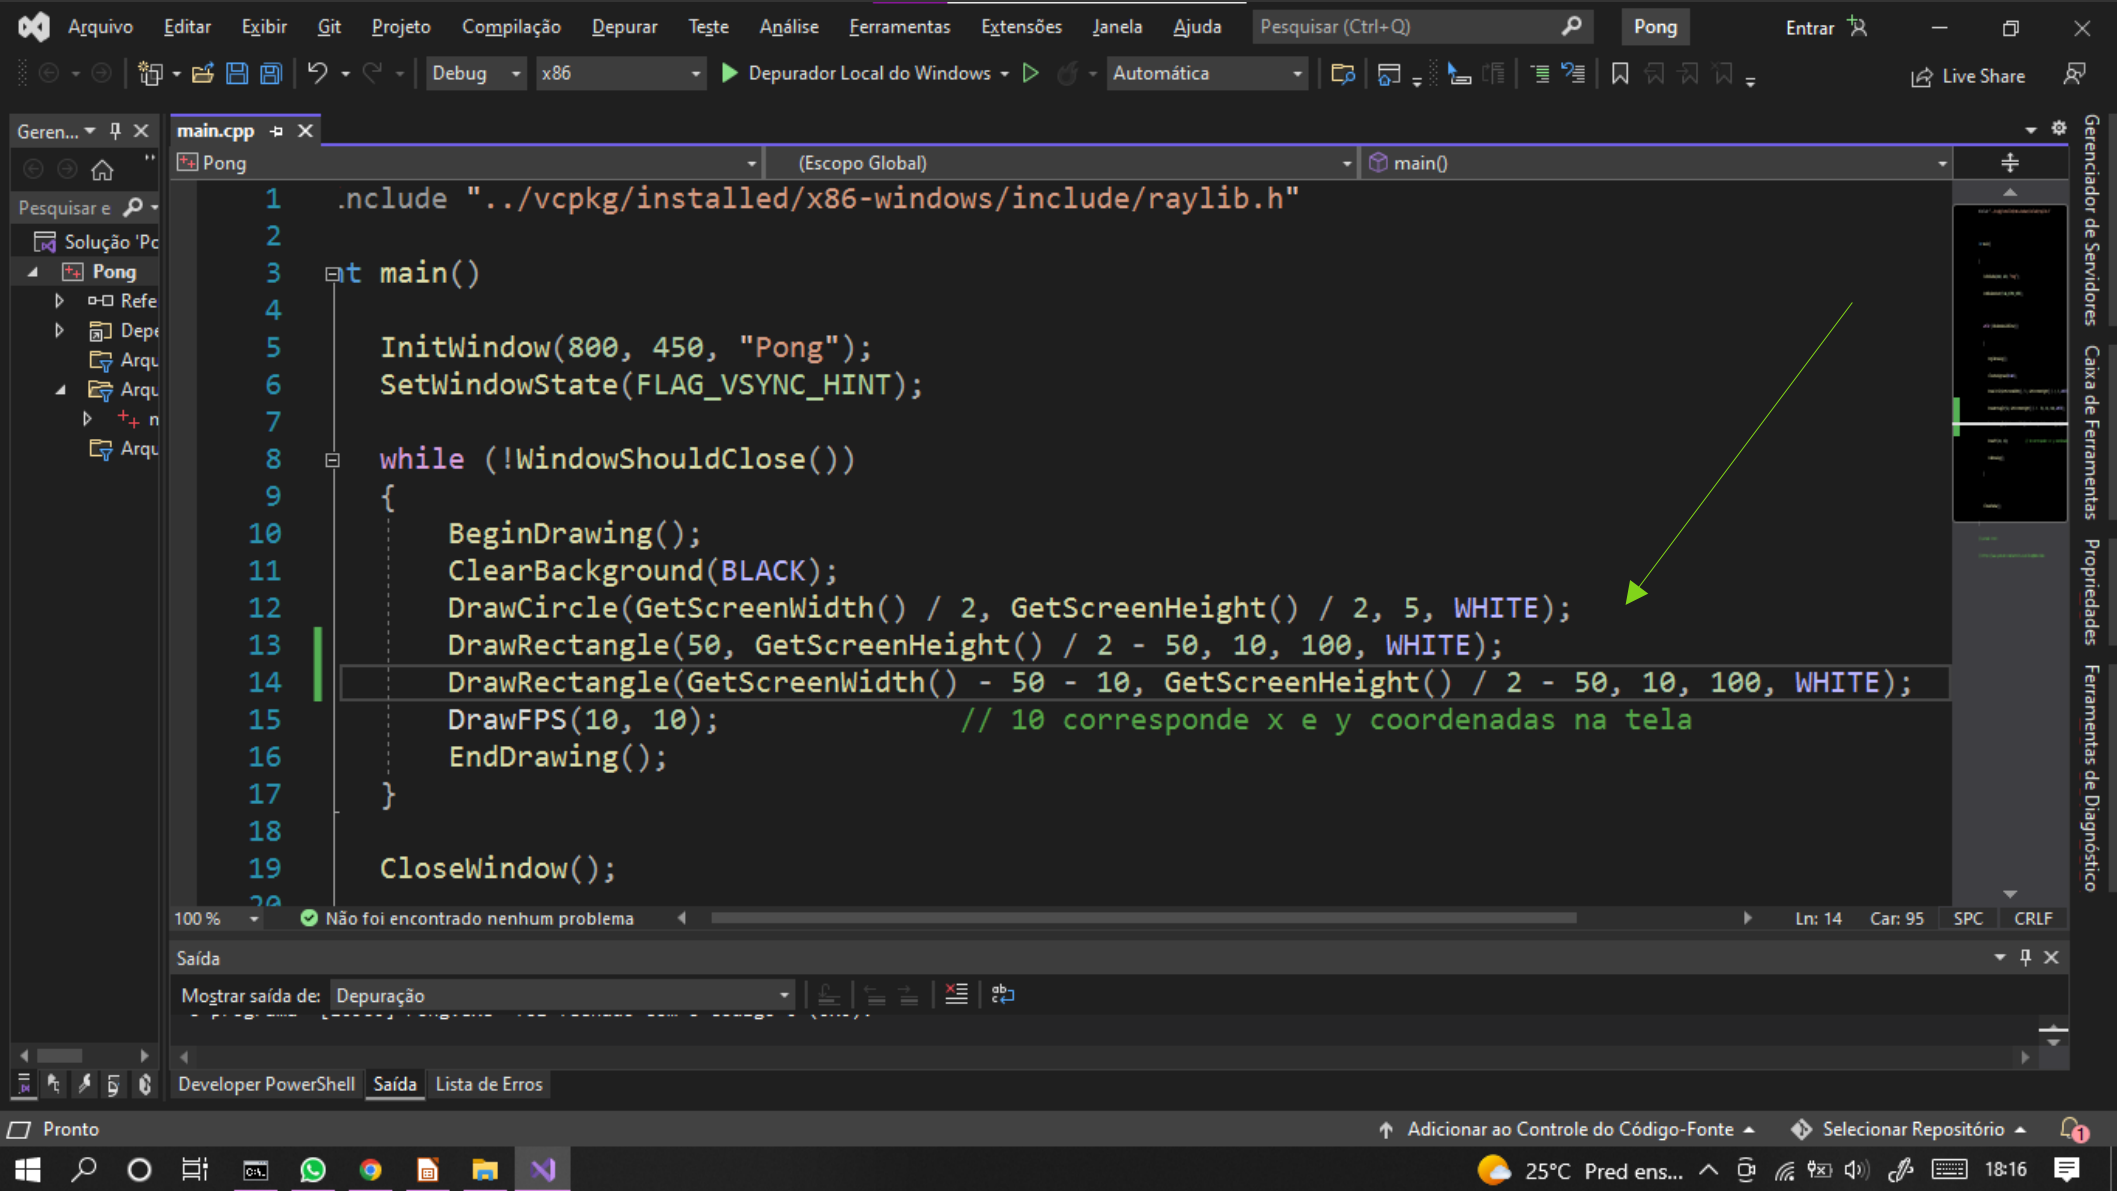 Arquivo Editar Exibir Git Projeto Compilação Depurar Teste Análise Ferramentas Extensões Janela Ajuda Pesquisar (Ctrl+Q) Pong Entrar
Debug x86 Depurador Local do Windows Automática Live Share
Geren...
Pesquisar e
Solução 'Po
Pong
Refe
Depe
Arqu
Arqu
Arqu
main.cpp
Pong (Escopo Global) main()
1 .nclude "../vcpkg/installed/x86-windows/include/raylib.h"
2
3 nt main()
4
5 InitWindow(800, 450, "Pong");
6 SetWindowState(FLAG_VSYNC_HINT);
7
8 while (!WindowShouldClose())
9 {
10 BeginDrawing();
11 ClearBackground(BLACK);
12 DrawCircle(GetScreenWidth() / 2, GetScreenHeight() / 2, 5, WHITE);
13 DrawRectangle(50, GetScreenHeight() / 2 - 50, 10, 100, WHITE);
14 DrawRectangle(GetScreenWidth() - 50 - 10, GetScreenHeight() / 2 - 50, 10, 100, WHITE);
15 DrawFPS(10, 10); // 10 corresponde x e y coordenadas na tela
16 EndDrawing();
17 }
18
19 CloseWindow();
20
Gerenciador de Servidores
Caixa de Ferramentas
Propriedades
Ferramentas de Diagnóstico
100 % Não foi encontrado nenhum problema Ln: 14 Car: 95 SPC CRLF
Saída
Mostrar saída de: Depuração
Developer PowerShell Saída Lista de Erros
Pronto Adicionar ao Controle do Código-Fonte Selecionar Repositório 1
25°C Pred ens... 18:16